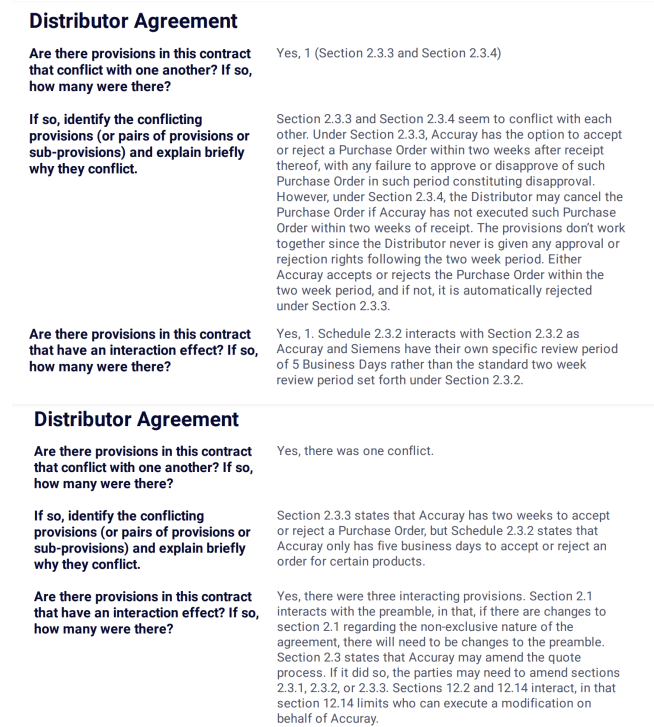 Distributor Agreement
Are there provisions in this contract
that conflict with one another? If so,
how many were there?
Yes, 1 (Section 2.3.3 and Section 2.3.4)
If so, identify the conflicting
provisions (or pairs of provisions or
sub-provisions) and explain briefly
why they conflict.
Section 2.3.3 and Section 2.3.4 seem to conflict with each
other. Under Section 2.3.3, Accuray has the option to accept
or reject a Purchase Order within two weeks after receipt
thereof, with any failure to approve or disapprove of such
Purchase Order in such period constituting disapproval.
However, under Section 2.3.4, the Distributor may cancel the
Purchase Order if Accuray has not executed such Purchase
Order within two weeks of receipt. The provisions don't work
together since the Distributor never is given any approval or
rejection rights following the two week period. Either
Accuray accepts or rejects the Purchase Order within the
two week period, and if not, it is automatically rejected
under Section 2.3.3.
Are there provisions in this contract
that have an interaction effect? If so,
how many were there?
Yes, 1. Schedule 2.3.2 interacts with Section 2.3.2 as
Accuray and Siemens have their own specific review period
of 5 Business Days rather than the standard two week
review period set forth under Section 2.3.2.
Distributor Agreement
Are there provisions in this contract
that conflict with one another? If so,
how many were there?
Yes, there was one conflict.
If so, identify the conflicting
provisions (or pairs of provisions or
sub-provisions) and explain briefly
why they conflict.
Section 2.3.3 states that Accuray has two weeks to accept
or reject a Purchase Order, but Schedule 2.3.2 states that
Accuray only has five business days to accept or reject an
order for certain products.
Are there provisions in this contract
that have an interaction effect? If so,
how many were there?
Yes, there were three interacting provisions. Section 2.1
interacts with the preamble, in that, if there are changes to
section 2.1 regarding the non-exclusive nature of the
agreement, there will need to be changes to the preamble.
Section 2.3 states that Accuray may amend the quote
process. If it did so, the parties may need to amend sections
2.3.1, 2.3.2, or 2.3.3. Sections 12.2 and 12.14 interact, in that
section 12.14 limits who can execute a modification on
behalf of Accuray.